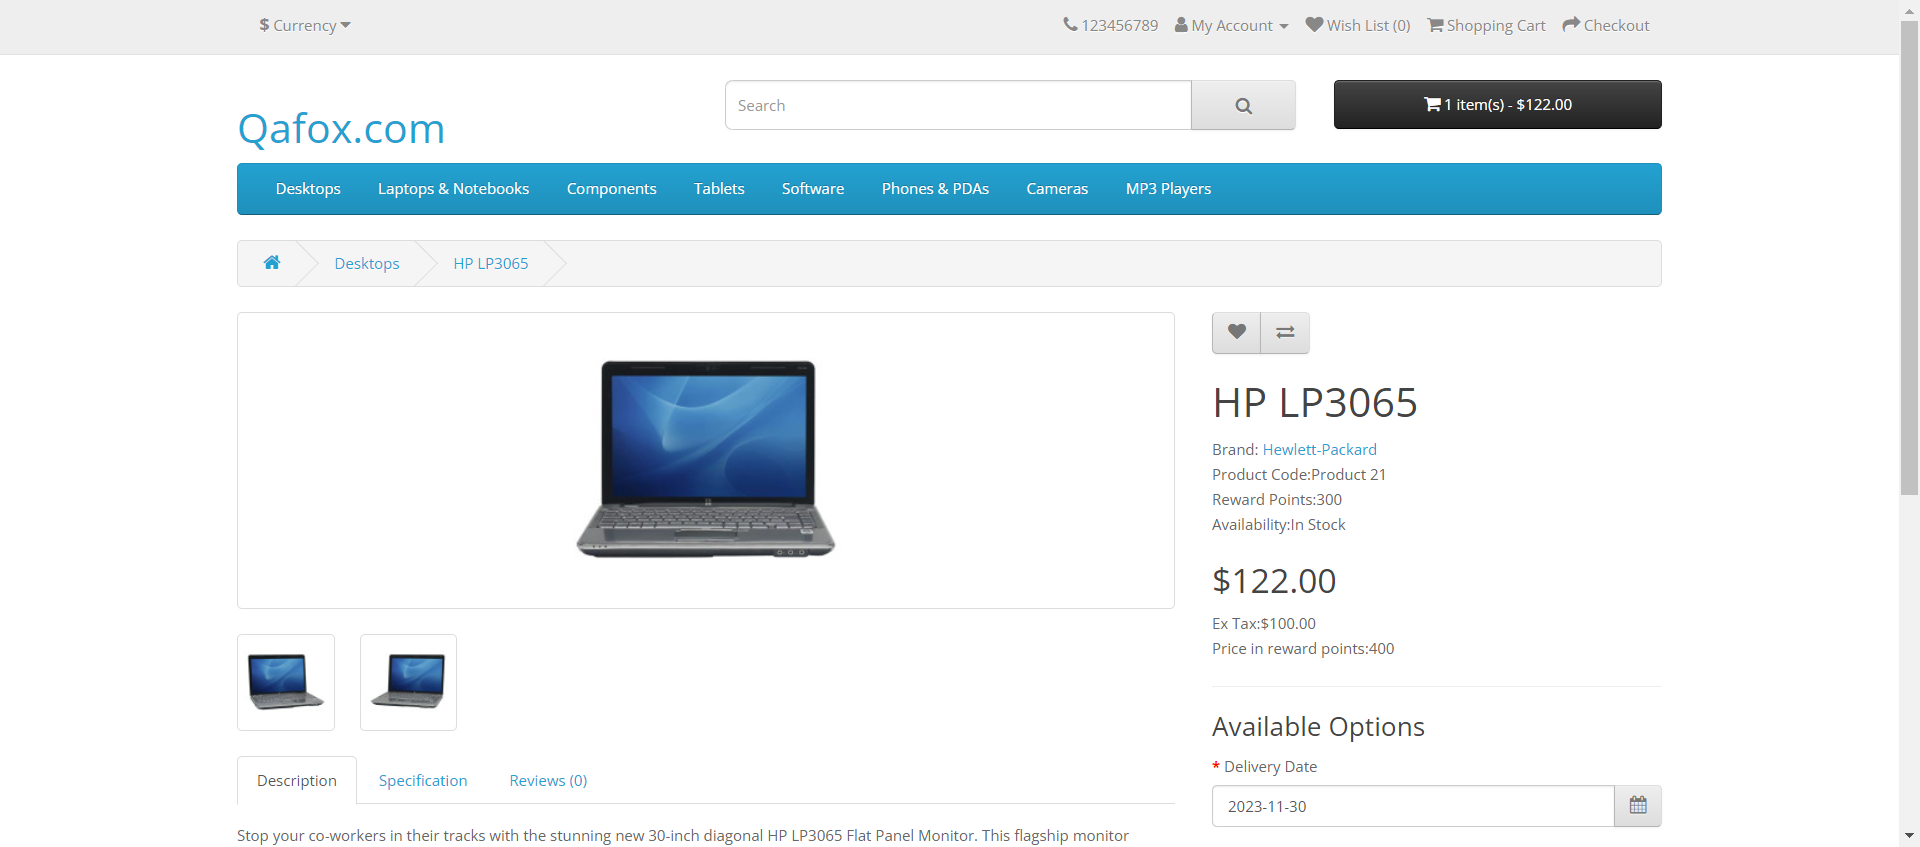 $ Currency
123456789 My Account Wish List (0) Shopping Cart Checkout
Qafox.com
Search
1 item(s) - $122.00
Desktops Laptops & Notebooks Components Tablets Software Phones & PDAs Cameras MP3 Players
Desktops HP LP3065
HP LP3065
Brand: Hewlett-Packard
Product Code:Product 21
Reward Points:300
Availability:In Stock
$122.00
Ex Tax:$100.00
Price in reward points:400
Available Options
* Delivery Date
2023-11-30
Description Specification Reviews (0)
Stop your co-workers in their tracks with the stunning new 30-inch diagonal HP LP3065 Flat Panel Monitor. This flagship monitor